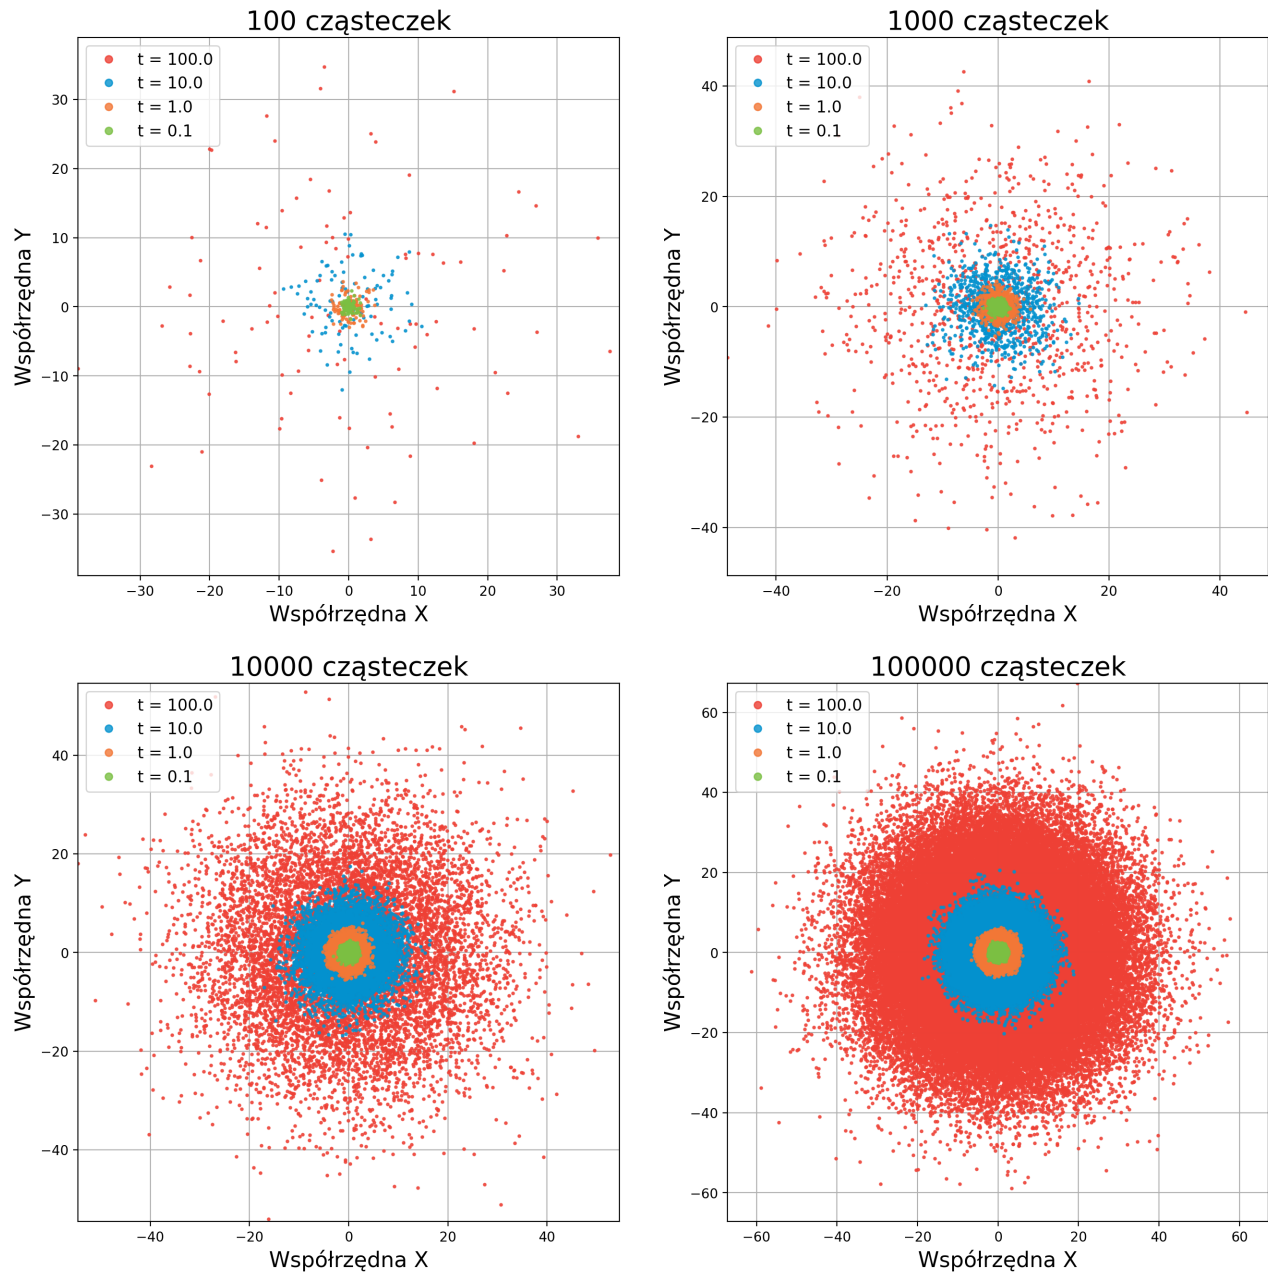 100 cząsteczek
t = 100.0
t = 10.0
t = 1.0
t = 0.1
30
20
10
0
−10
−20
−30
Współrzędna Y
−30 −20 −10 0 10 20 30
Współrzędna X
1000 cząsteczek
t = 100.0
t = 10.0
t = 1.0
t = 0.1
40
20
0
−20
−40
Współrzędna Y
−40 −20 0 20 40
Współrzędna X
10000 cząsteczek
t = 100.0
t = 10.0
t = 1.0
t = 0.1
40
20
0
−20
−40
Współrzędna Y
−40 −20 0 20 40
Współrzędna X
100000 cząsteczek
t = 100.0
t = 10.0
t = 1.0
t = 0.1
60
40
20
0
−20
−40
−60
Współrzędna Y
−60 −40 −20 0 20 40 60
Współrzędna X